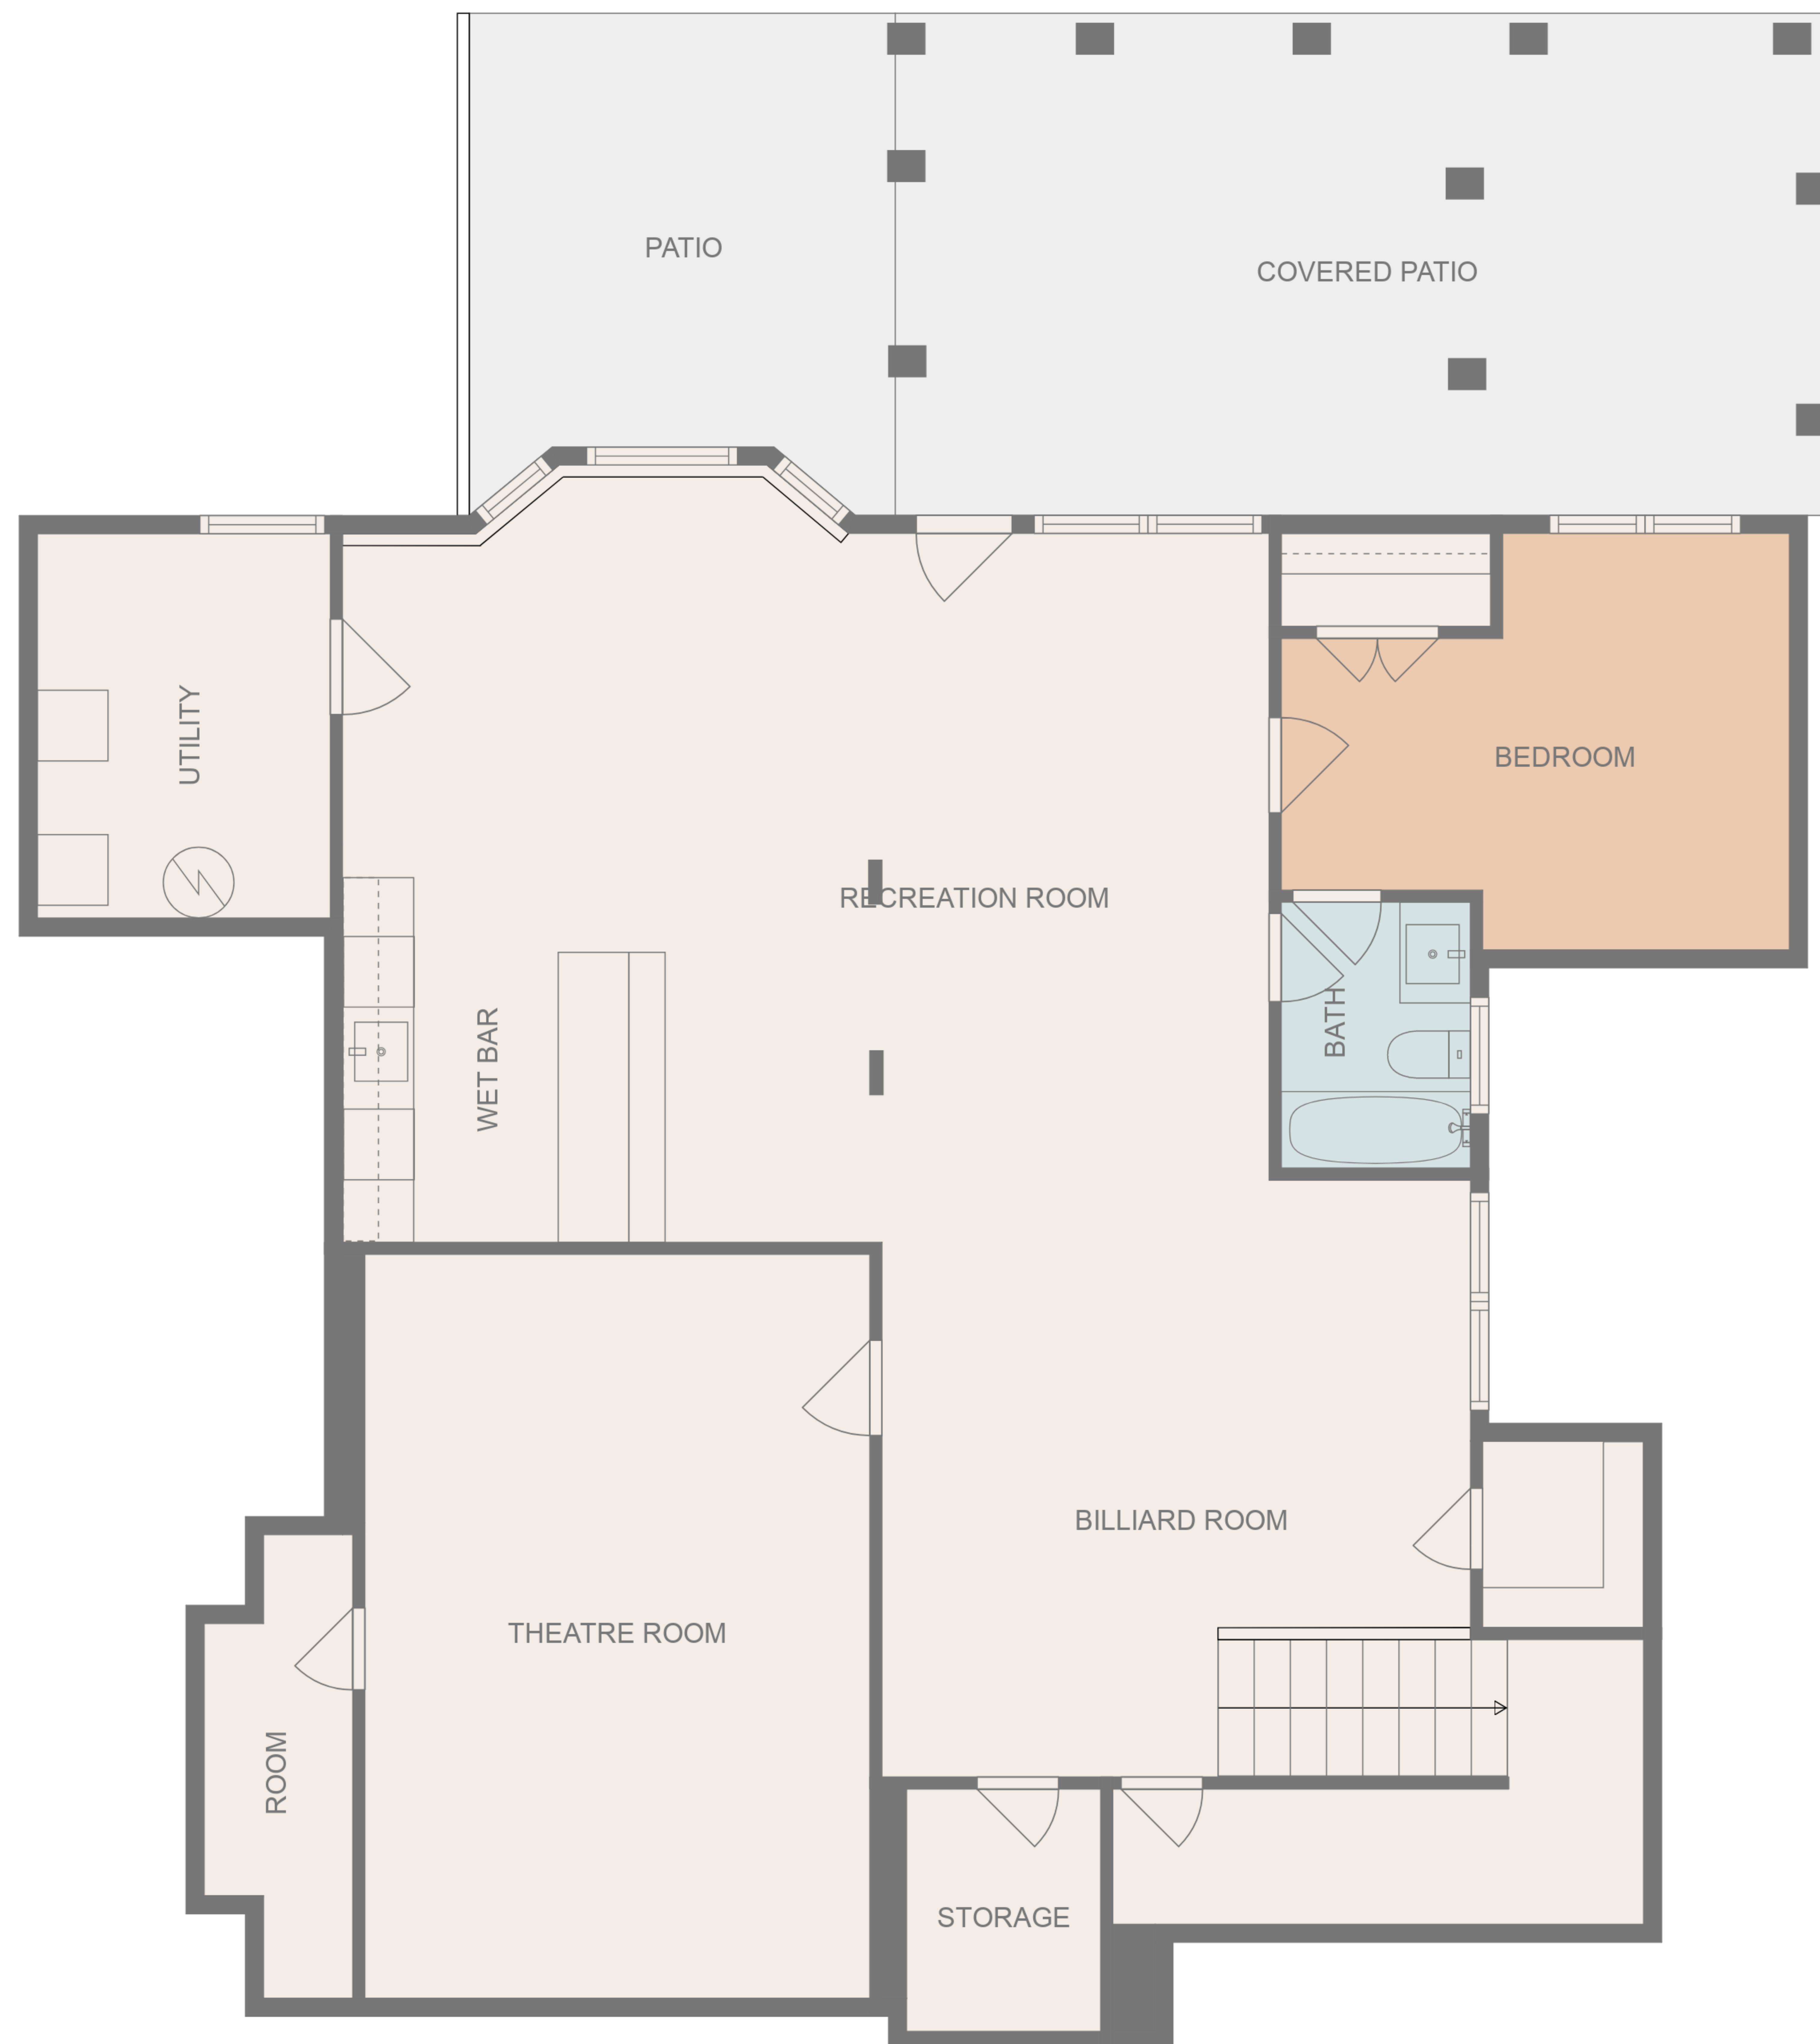 PATIO
COVERED PATIO
UTILITY
BEDROOM
RECREATION ROOM
WET BAR
BATH
BILLIARD ROOM
THEATRE ROOM
ROOM
STORAGE